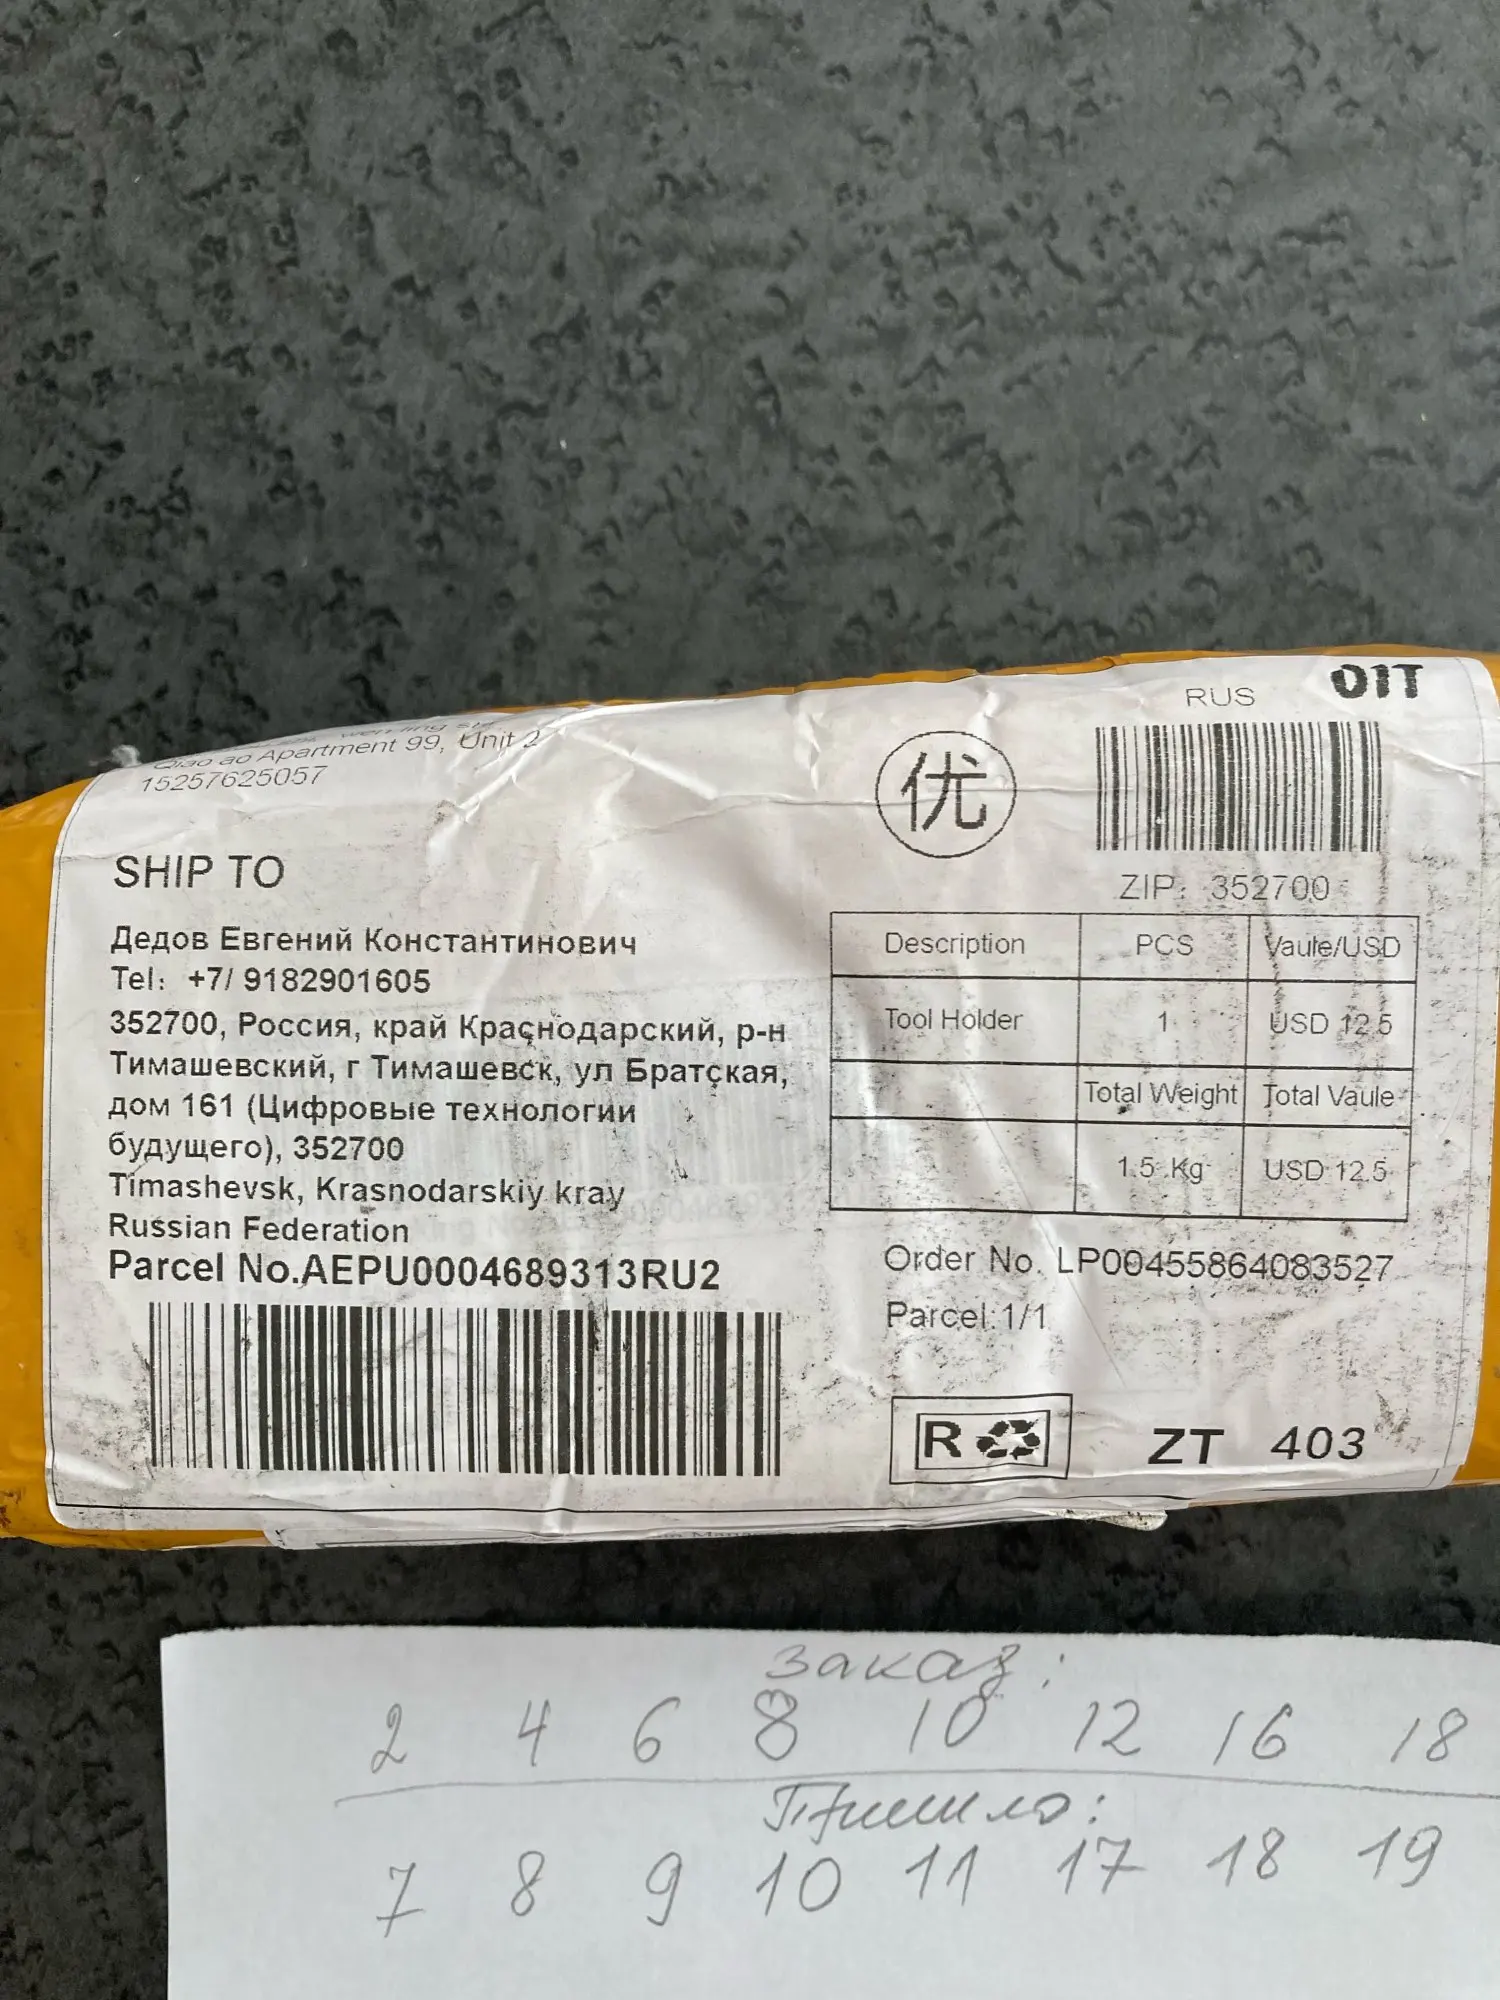 Qiao ao Apartment 99, Unit 2
15257625057
SHIP TO
Дедов Евгений Константинович
Tel: +7/ 9182901605
352700, Россия, край Краснодарский, р-н
Тимашевский, г Тимашевск, ул Братская,
дом 161 (Цифровые технологии
будущего), 352700
Timashevsk, Krasnodarskiy kray
Russian Federation
Parcel No.AEPU0004689313RU2
优
RUS
01T
ZIP: 352700
Description PCS Vaule/USD
Tool Holder 1 USD 12.5
Total Weight Total Vaule
1.5 Kg USD 12.5
Order No. LP00455864083527
Parcel:1/1
R
ZT 403
заказ:
2 4 6 8 10 12 16 18
Пришло:
7 8 9 10 11 17 18 19